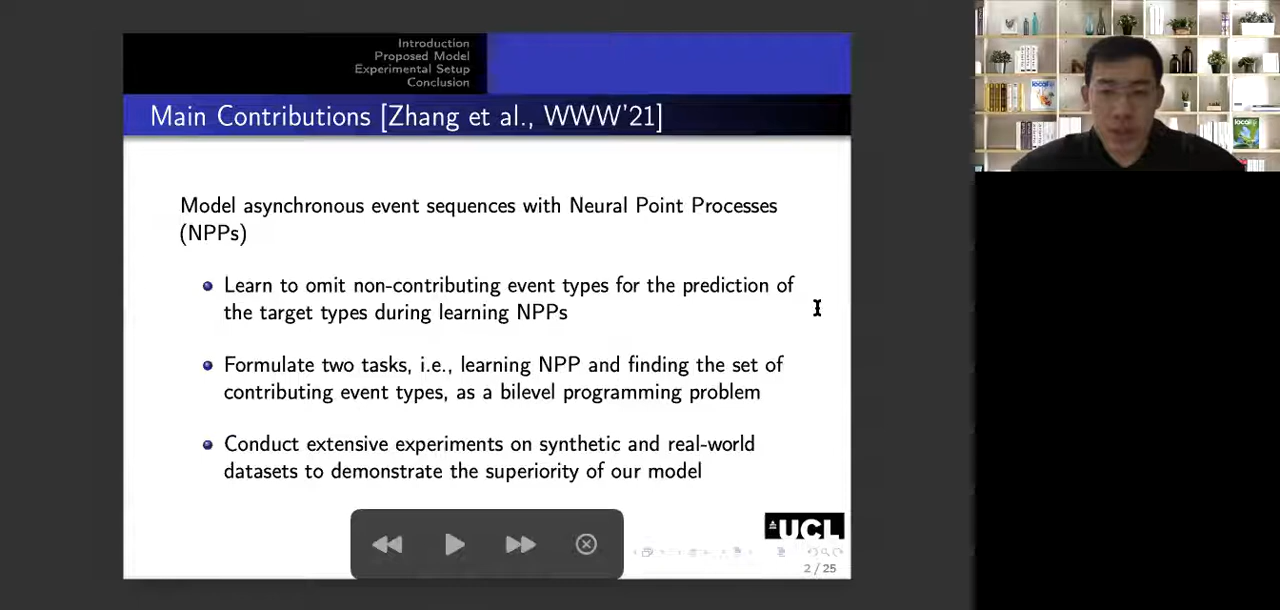 Introduction
Proposed Model
Experimental Setup
Conclusion
Main Contributions [Zhang et al., WWW'21]
Model asynchronous event sequences with Neural Point Processes
(NPPs)
Learn to omit non-contributing event types for the prediction of
the target types during learning NPPs
Formulate two tasks, i.e., learning NPP and finding the set of
contributing event types, as a bilevel programming problem
Conduct extensive experiments on synthetic and real-world
datasets to demonstrate the superiority of our model
UCL
2 / 25
local
local